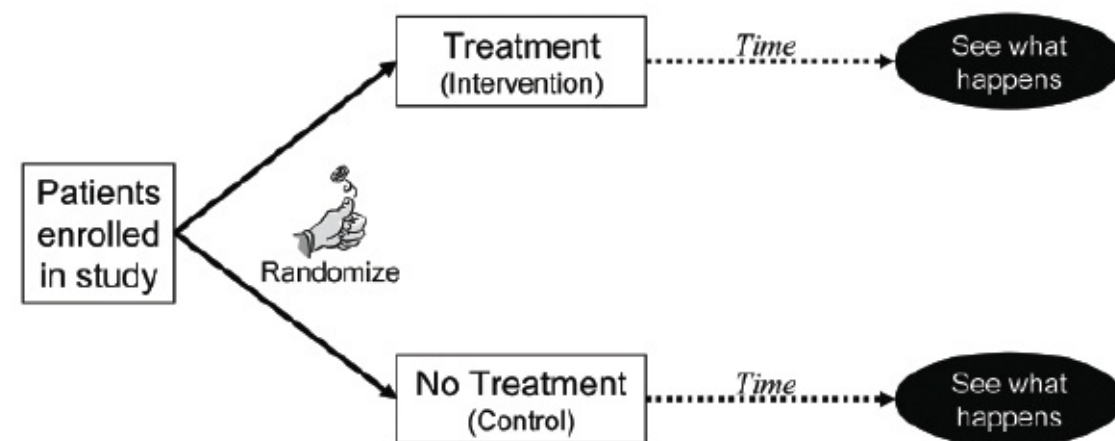 Treatment
(Intervention)
Time
See what
happens
Patients
enrolled
in study
Randomize
No Treatment
(Control)
Time
See what
happens